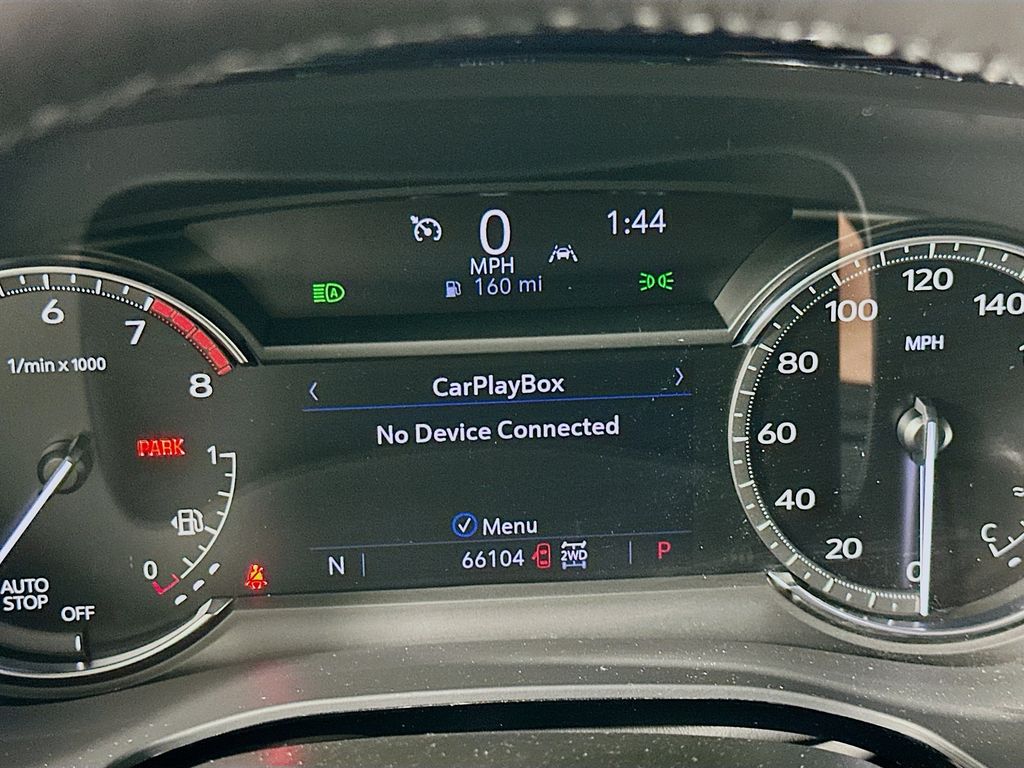 0
1:44
MPH
160 mi
A
6
7
8
1/min x 1000
PARK
1
0
AUTO
STOP
OFF
CarPlayBox
No Device Connected
Menu
N
66104
2WD
P
0
20
40
60
80
100
120
140
MPH
C